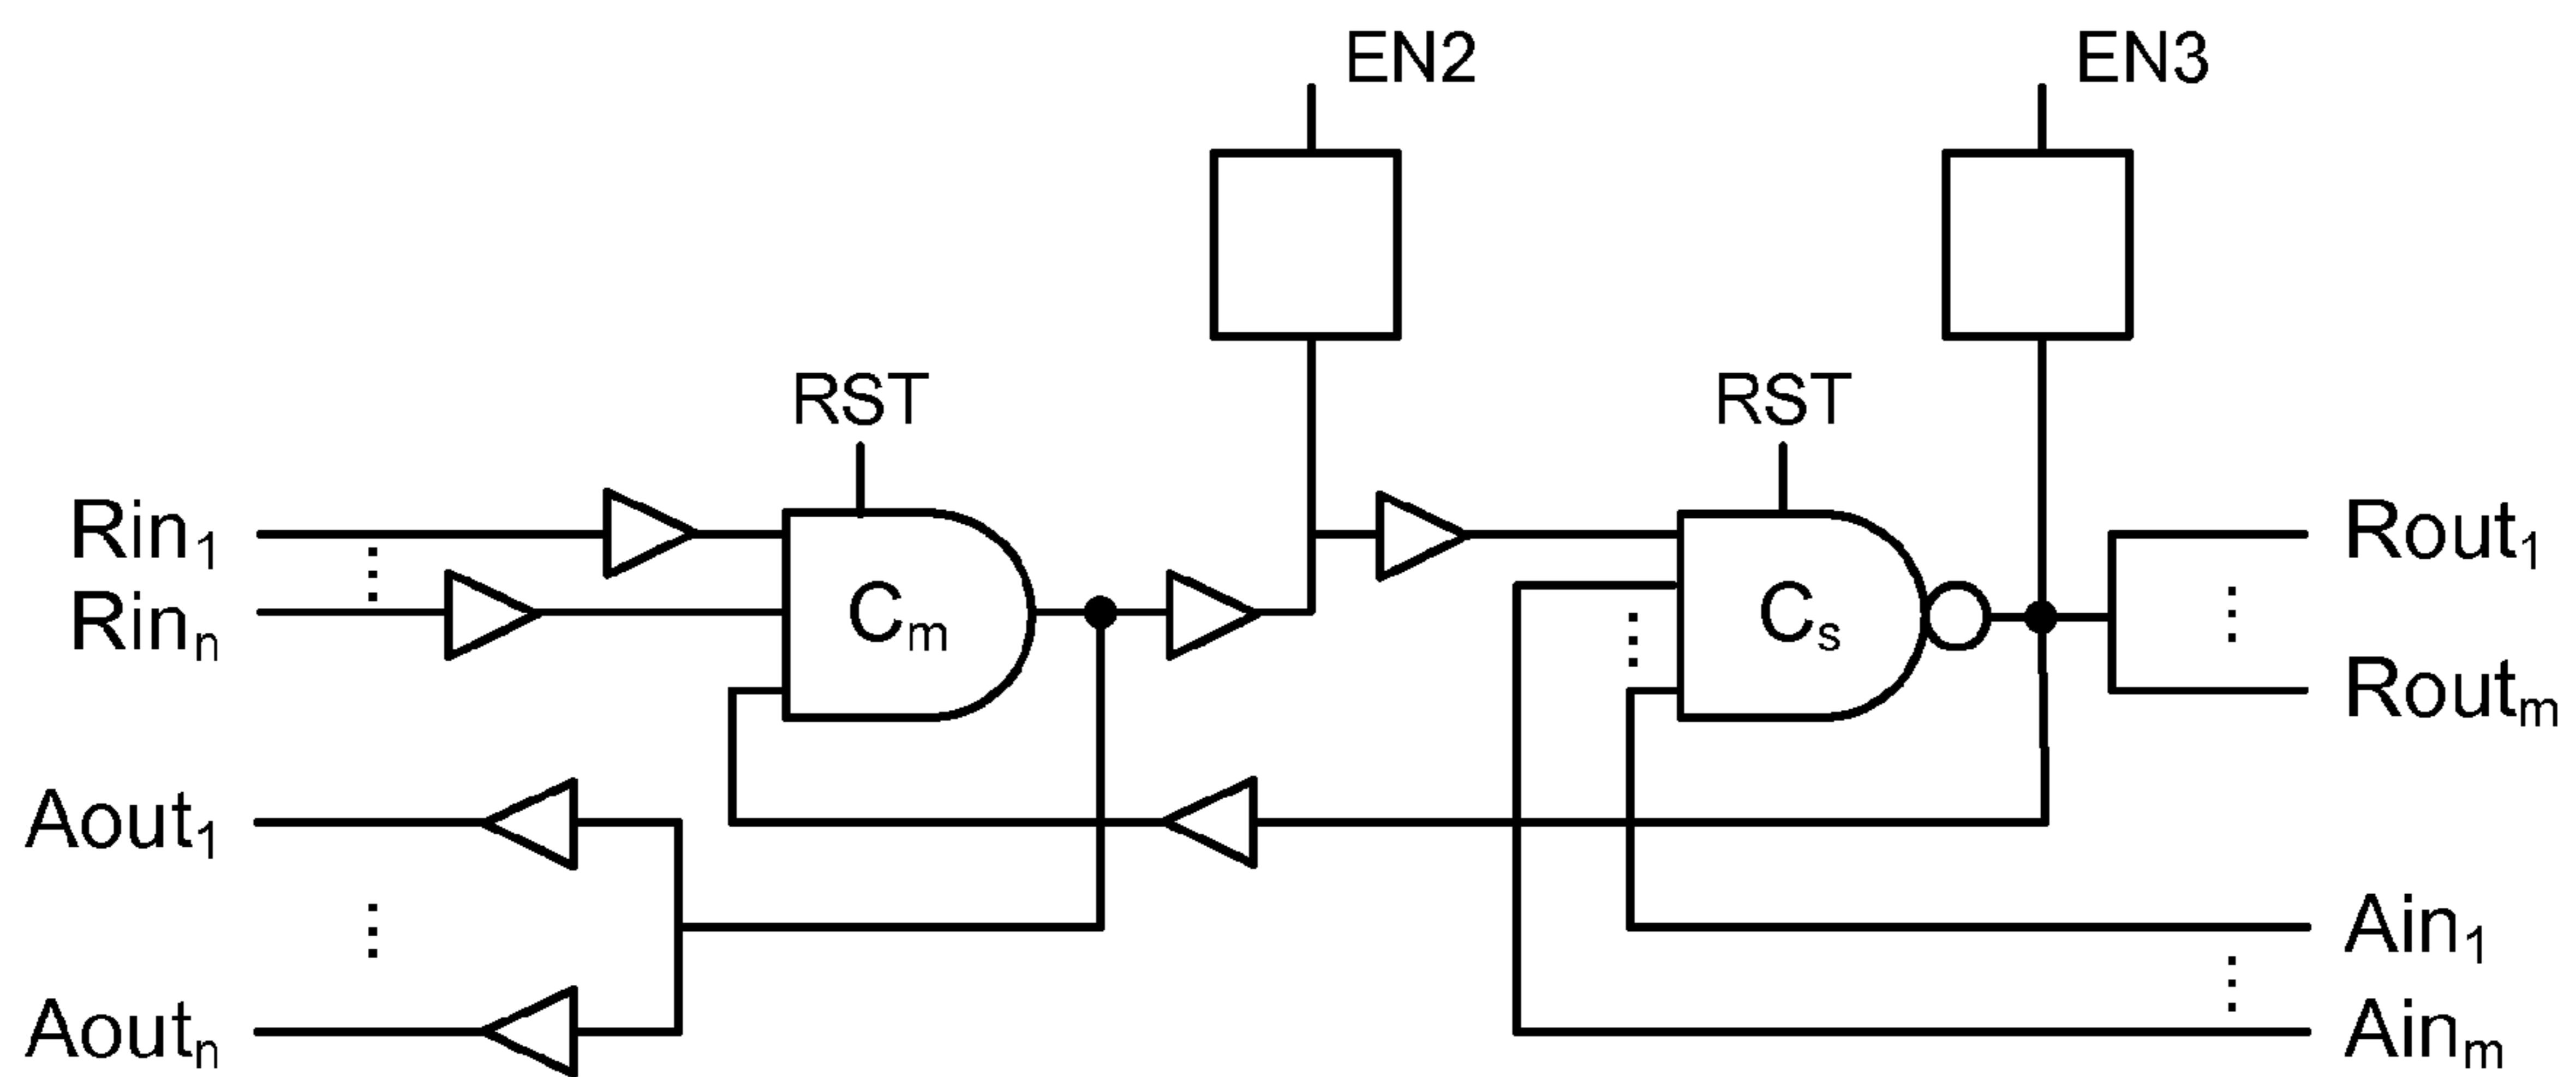 EN2
EN3
RST
RST
Rin₁
Rinₙ
Cₘ
Cₛ
Rout₁
Routₘ
Aout₁
Aoutₙ
Ain₁
Ainₘ